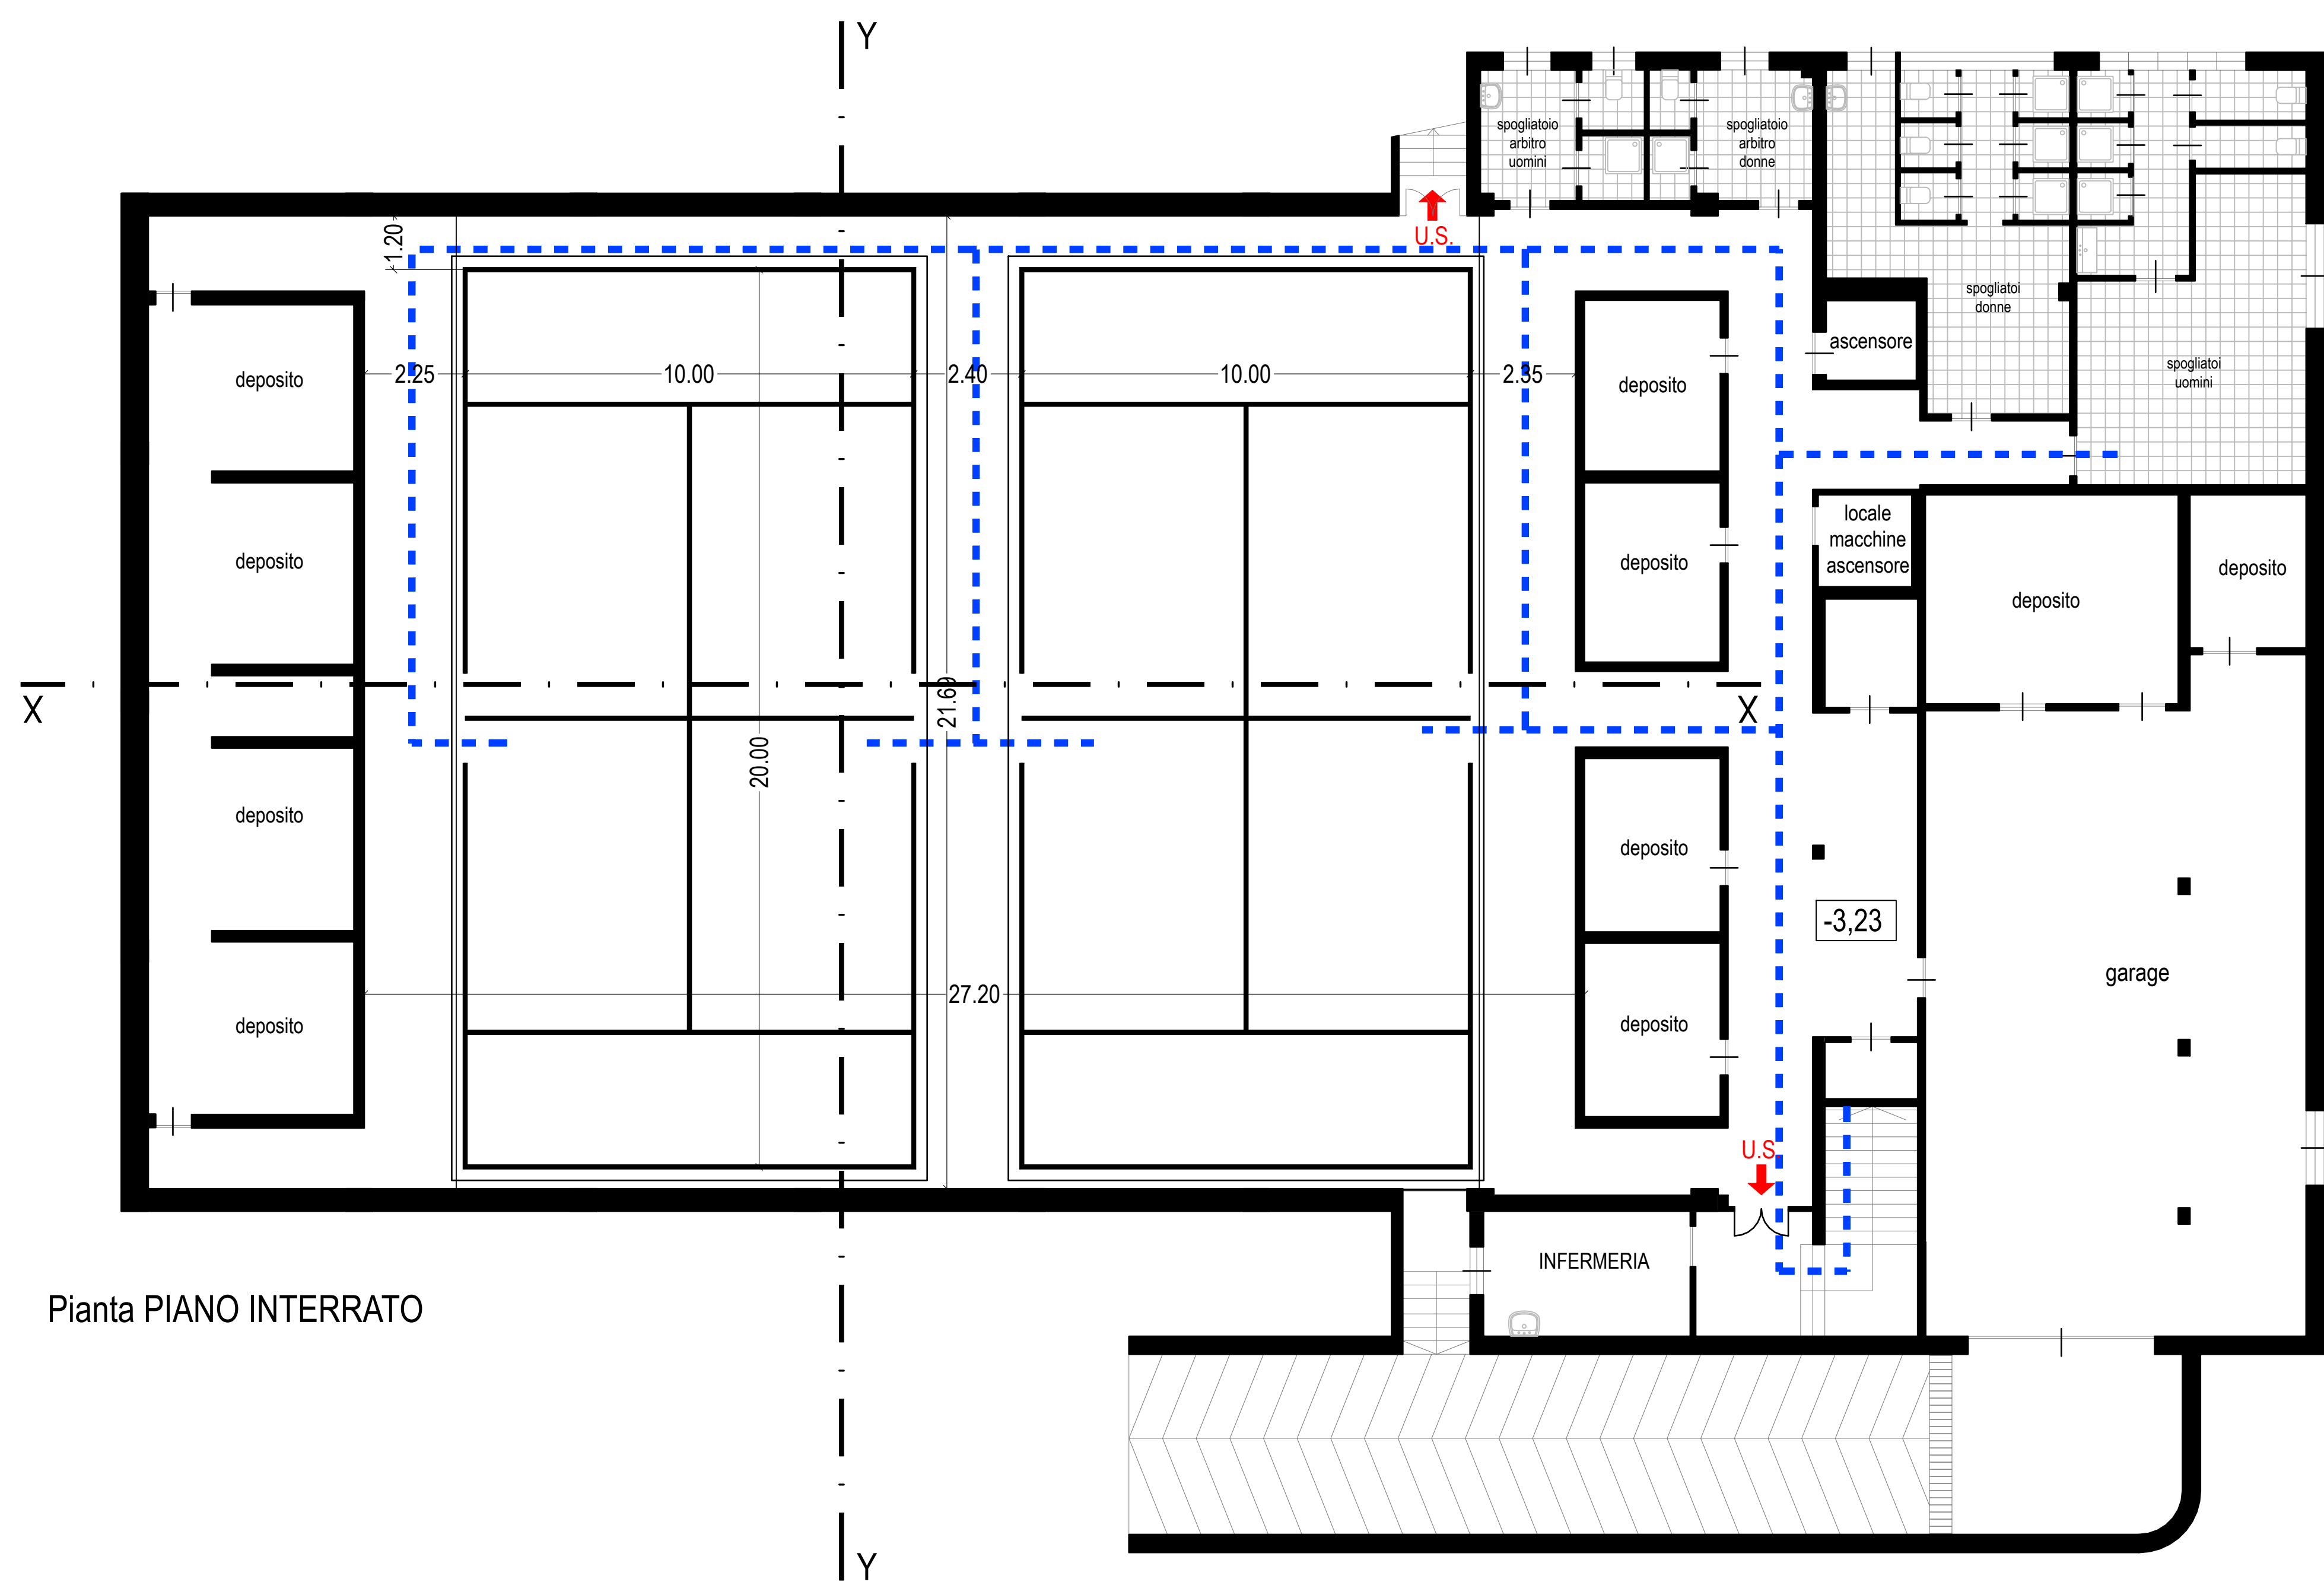 Y
spogliatoio
arbitro
uomini
spogliatoio
arbitro
donne
U.S.
1.20
spogliatoi
donne
ascensore
spogliatoi
uomini
deposito
2.25
10.00
2.40
10.00
2.35
deposito
locale
macchine
ascensore
deposito
deposito
deposito
deposito
X
21.69
X
20.00
deposito
deposito
-3,23
garage
27.20
deposito
deposito
U.S.
INFERMERIA
Pianta PIANO INTERRATO
Y